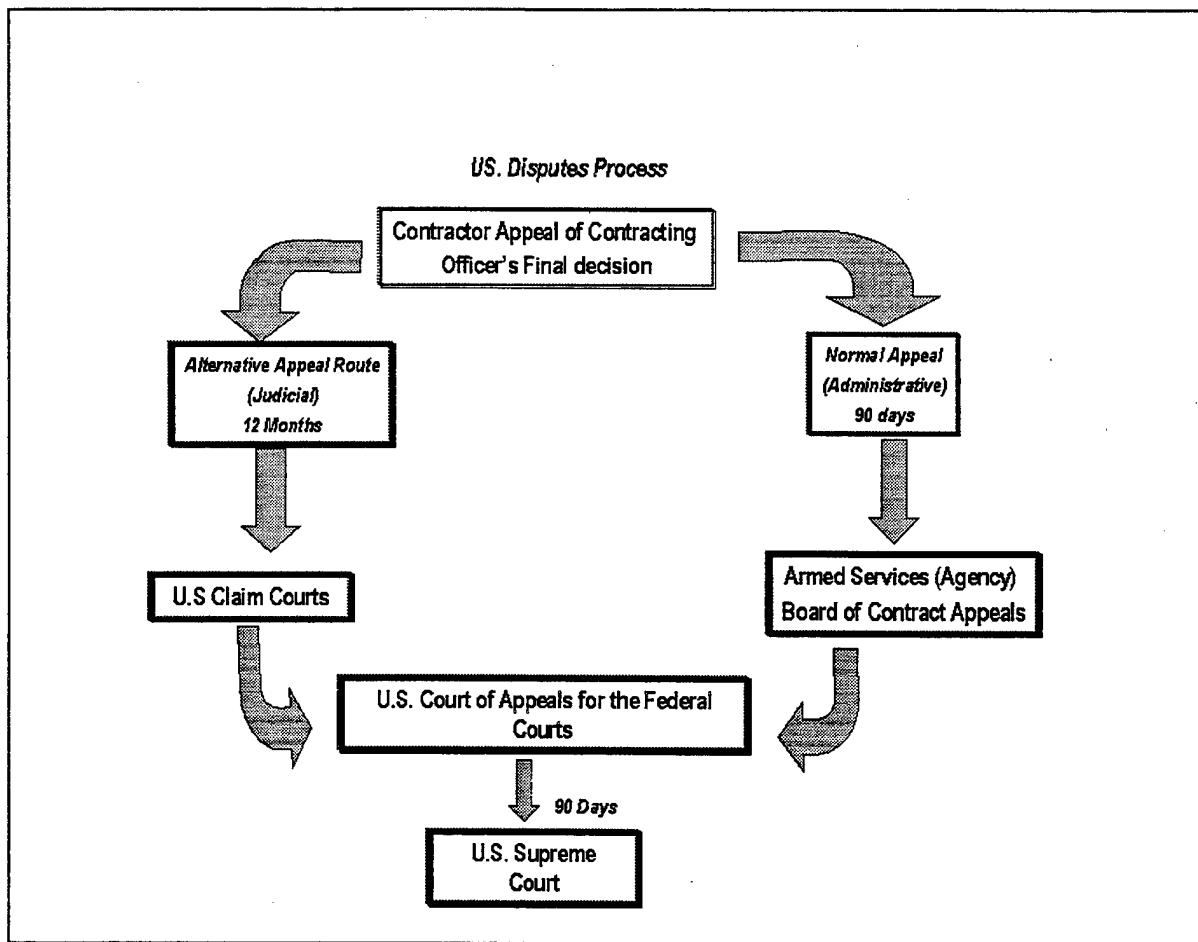 US. Disputes Process
Contractor Appeal of Contracting
Officer's Final decision
Alternative Appeal Route
(Judicial)
12 Months
Normal Appeal
(Administrative)
90 days
U.S Claim Courts
Armed Services (Agency)
Board of Contract Appeals
U.S. Court of Appeals for the Federal
Courts
90 Days
U.S. Supreme
Court